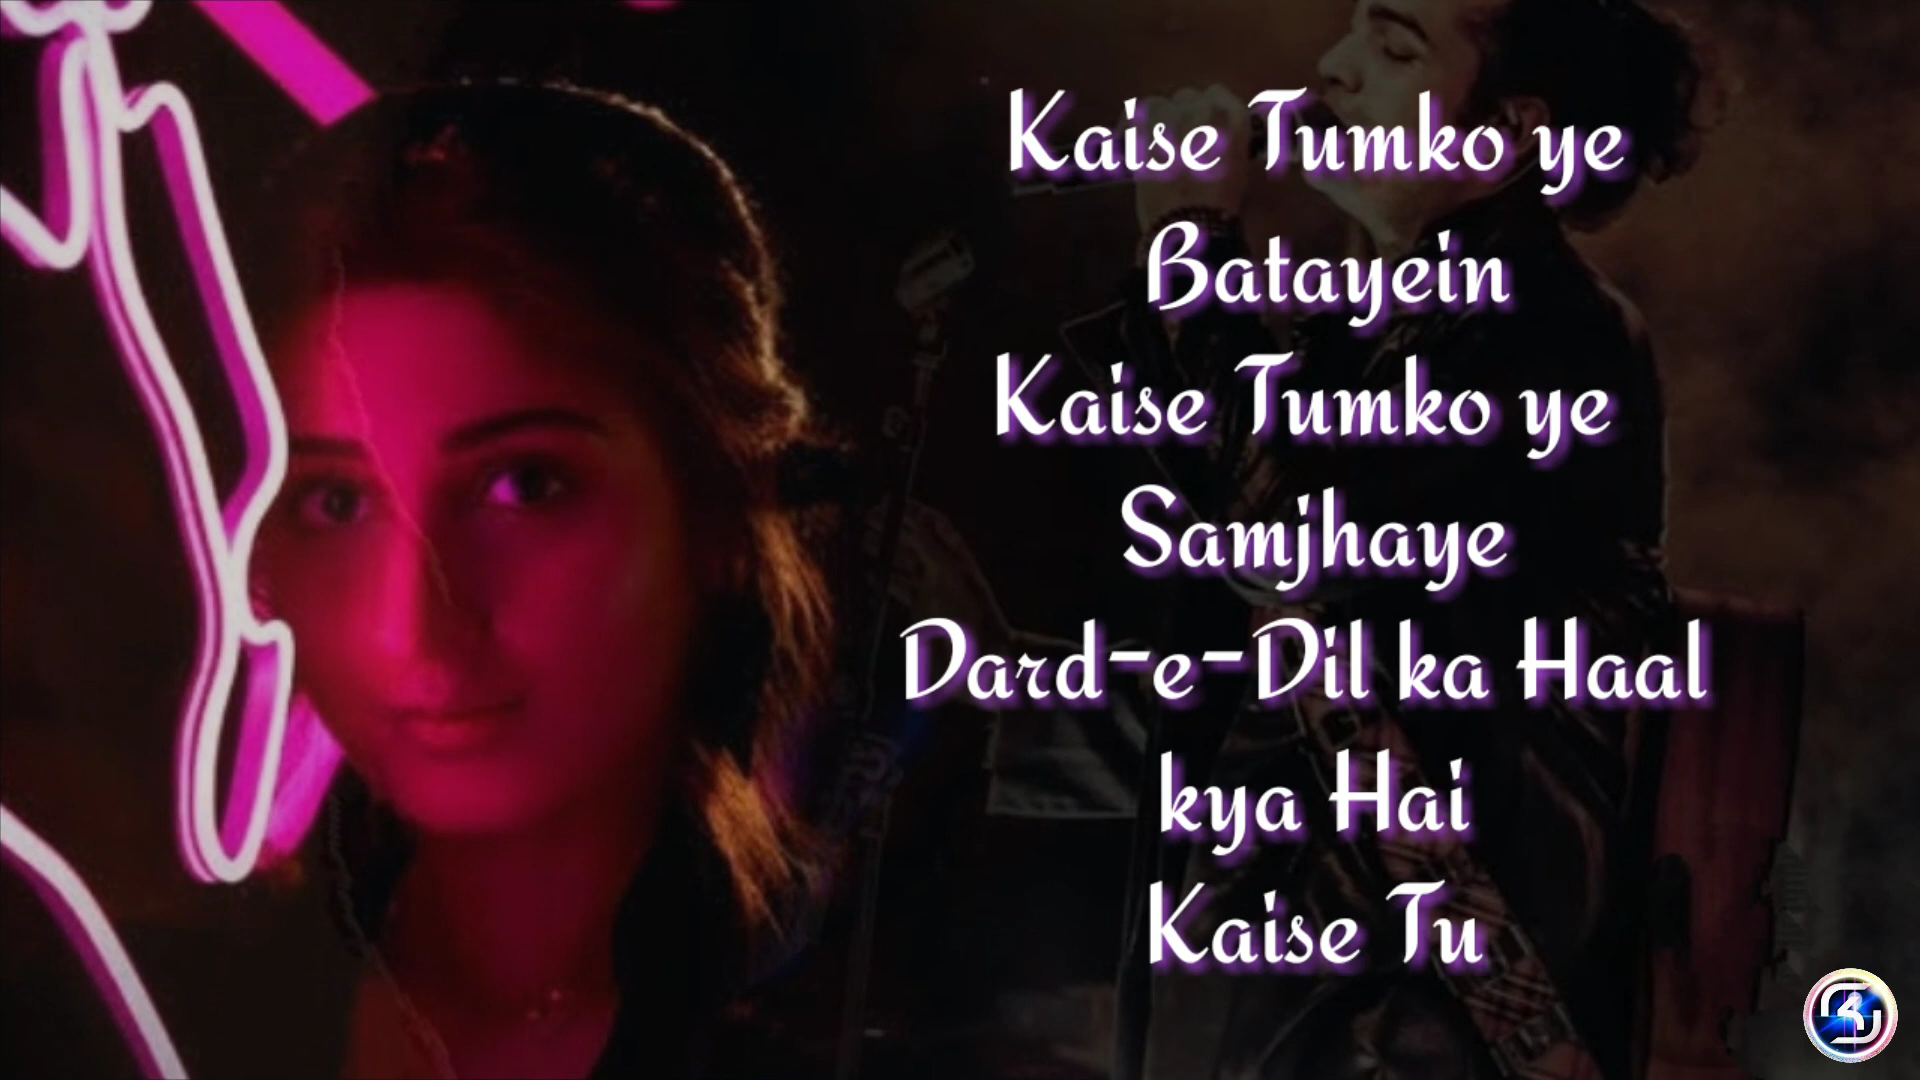 Kaise Tumko ye
Batayein
Kaise Tumko ye
Samjhaye
Dard-e-Dil ka Haal
kya Hai
Kaise Tu